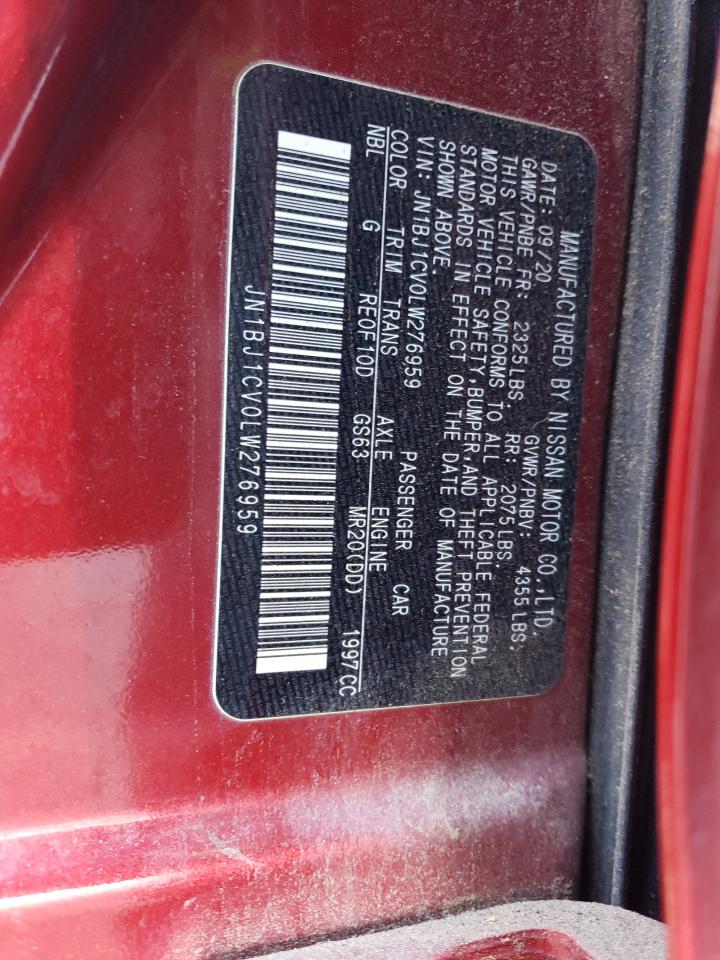 MANUFACTURED BY NISSAN MOTOR CO.,LTD.
DATE: 09/20 GVWR/PNBV: 4355LBS;
GAWR/PNBE FR: 2325LBS; RR: 2075LBS.
THIS VEHICLE CONFORMS TO ALL APPLICABLE FEDERAL
MOTOR VEHICLE SAFETY,BUMPER,AND THEFT PREVENTION
STANDARDS IN EFFECT ON THE DATE OF MANUFACTURE
SHOWN ABOVE.
VIN: JN1BJ1CV0LW276959 PASSENGER CAR
COLOR TRIM TRANS AXLE ENGINE
NBL G RE0F10D GS63 MR20(DD) 1997CC
JN1BJ1CV0LW276959